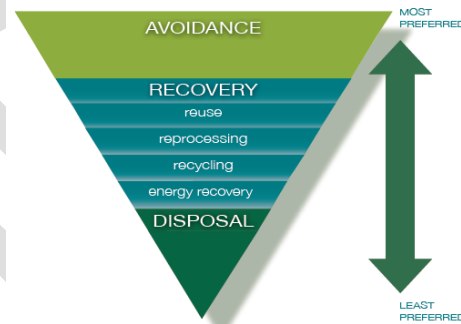 MOST
PREFERRED
AVOIDANCE
RECOVERY
reuse
reprocessing
recycling
energy recovery
DISPOSAL
LEAST
PREFERRED